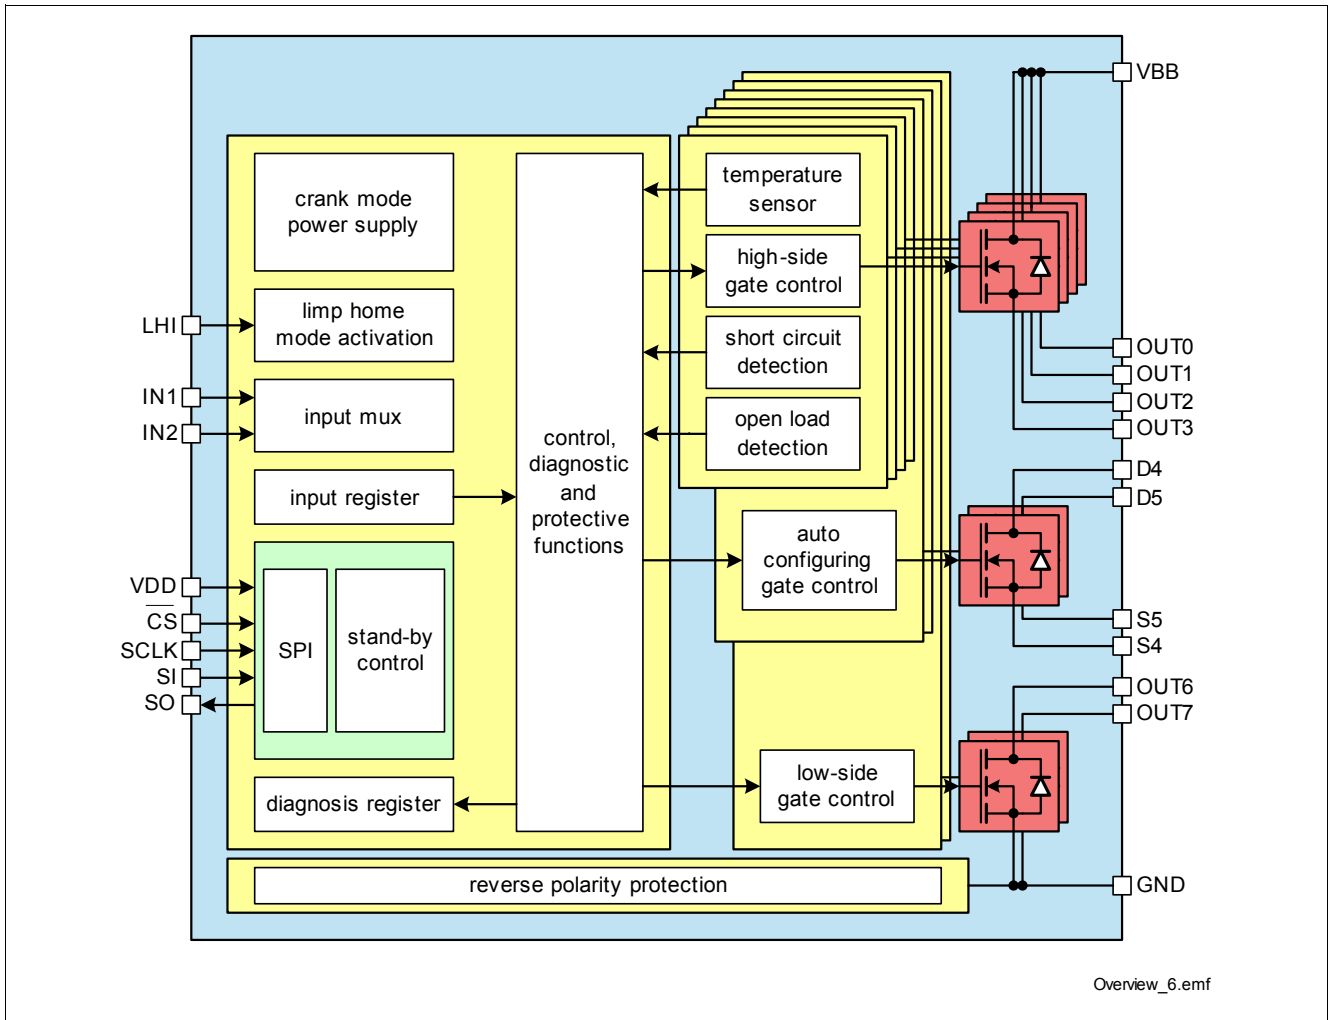 VBB
temperature
sensor
crank mode
power supply
high-side
gate control
LHI
limp home
mode activation
short circuit
detection
OUT0
OUT1
OUT2
OUT3
IN1
IN2
input mux
open load
detection
control,
diagnostic
and
protective
functions
input register
D4
D5
auto
configuring
gate control
VDD
CS
SCLK
SI
SO
SPI
stand-by
control
S5
S4
OUT6
OUT7
low-side
gate control
diagnosis register
reverse polarity protection
GND
Overview_6.emf